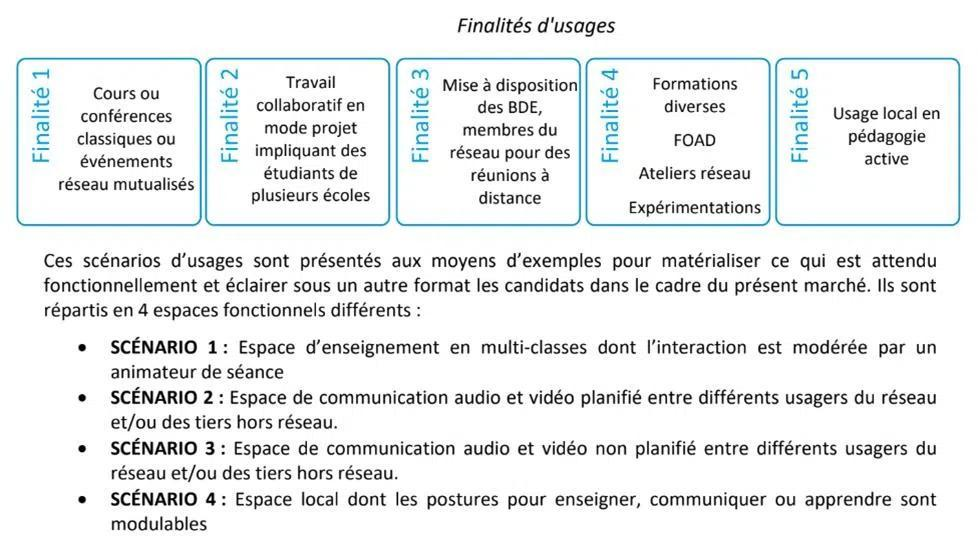 Finalités d'usages
Finalité 1
Cours ou
conférences
classiques ou
événements
réseau mutualisés
Finalité 2
Travail
collaboratif en
mode projet
impliquant des
étudiants de
plusieurs écoles
Finalité 3
Mise à disposition
des BDE,
membres du
réseau pour des
réunions à
distance
Finalité 4
Formations
diverses
FOAD
Ateliers réseau
Expérimentations
Finalité 5
Usage local en
pédagogie
active
Ces scénarios d'usages sont présentés aux moyens d'exemples pour matérialiser ce qui est attendu
fonctionnellement et éclairer sous un autre format les candidats dans le cadre du présent marché. Ils sont
répartis en 4 espaces fonctionnels différents :
• SCÉNARIO 1 : Espace d'enseignement en multi-classes dont l'interaction est modérée par un
animateur de séance
• SCÉNARIO 2 : Espace de communication audio et vidéo planifié entre différents usagers du réseau
et/ou des tiers hors réseau.
• SCÉNARIO 3 : Espace de communication audio et vidéo non planifié entre différents usagers du
réseau et/ou des tiers hors réseau.
• SCÉNARIO 4 : Espace local dont les postures pour enseigner, communiquer ou apprendre sont
modulables